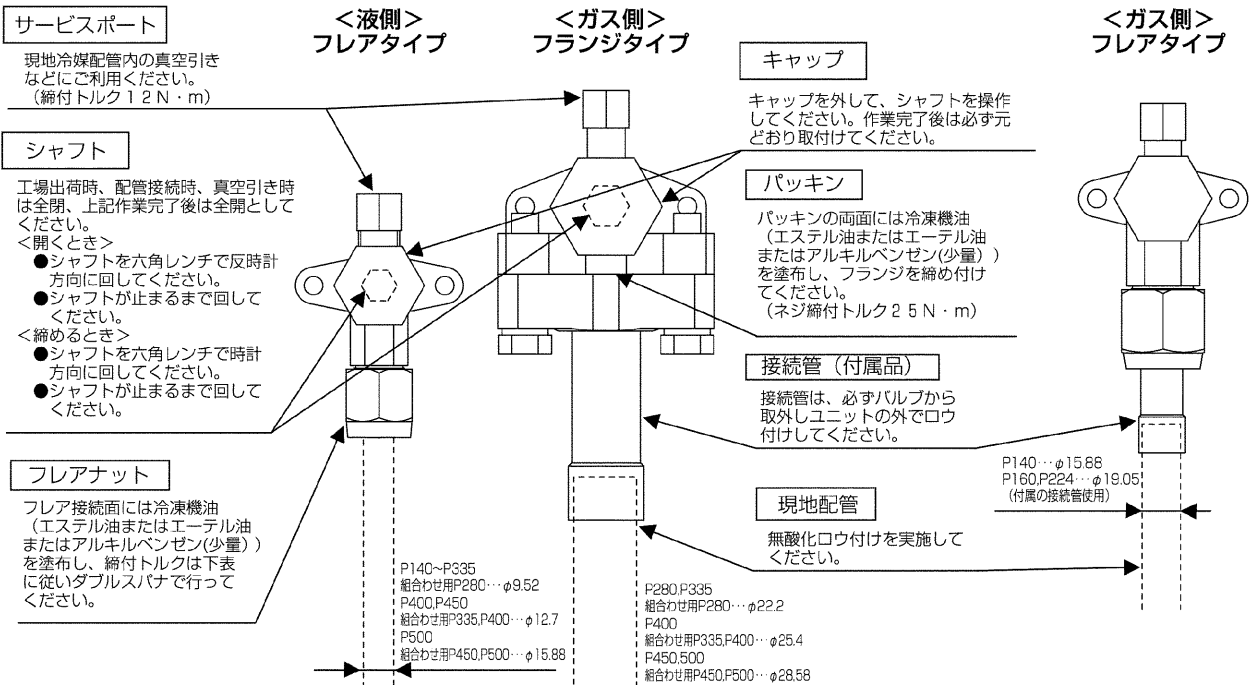 サービスポート
現地冷媒配管内の真空引き
などにご利用ください。
（締付トルク１２Ｎ・ｍ）
シャフト
工場出荷時、配管接続時、真空引き時
は全閉、上記作業完了後は全開として
ください。
＜開くとき＞
●シャフトを六角レンチで反時計
方向に回してください。
●シャフトが止まるまで回して
ください。
＜締めるとき＞
●シャフトを六角レンチで時計
方向に回してください。
●シャフトが止まるまで回して
ください。
フレアナット
フレア接続面には冷凍機油
（エステル油またはエーテル油
またはアルキルベンゼン(少量））
を塗布し、締付トルクは下表
に従いダブルスパナで行って
ください。
＜液側＞
フレアタイプ
P140～P335
組合わせ用P280…φ9.52
P400,P450
組合わせ用P335,P400…φ12.7
P500
組合わせ用P450,P500…φ15.88
＜ガス側＞
フランジタイプ
P280,P335
組合わせ用P280…φ22.2
P400
組合わせ用P335,P400…φ25.4
P450,500
組合わせ用P450,P500…φ28.58
キャップ
キャップを外して、シャフトを操作
してください。作業完了後は必ず元
どおり取付けてください。
パッキン
パッキンの両面には冷凍機油
（エステル油またはエーテル油
またはアルキルベンゼン(少量））
を塗布し、フランジを締め付け
てください。
（ネジ締付トルク２５Ｎ・ｍ）
接続管（付属品）
接続管は、必ずバルブから
取外しユニットの外でロウ
付けしてください。
現地配管
無酸化ロウ付けを実施して
ください。
＜ガス側＞
フレアタイプ
P140…φ15.88
P160,P224…φ19.05
（付属の接続管使用）